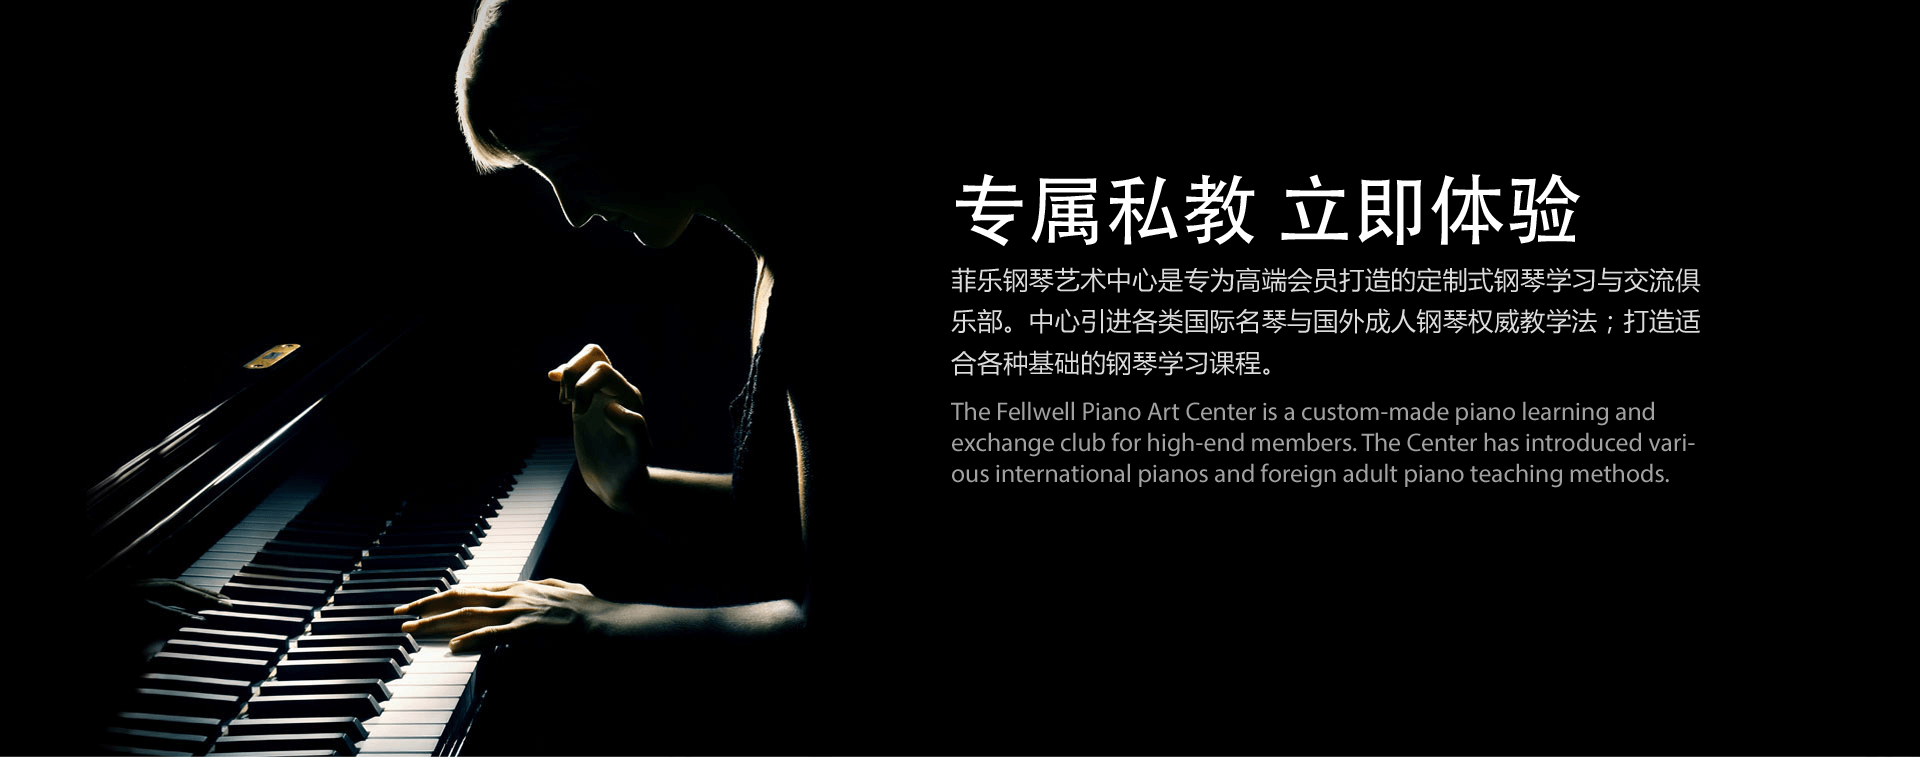 专属私教 立即体验
菲乐钢琴艺术中心是专为高端会员打造的定制式钢琴学习与交流俱
乐部。中心引进各类国际名琴与国外成人钢琴权威教学法；打造适
合各种基础的钢琴学习课程。
The Fellwell Piano Art Center is a custom-made piano learning and
exchange club for high-end members. The Center has introduced vari-
ous international pianos and foreign adult piano teaching methods.